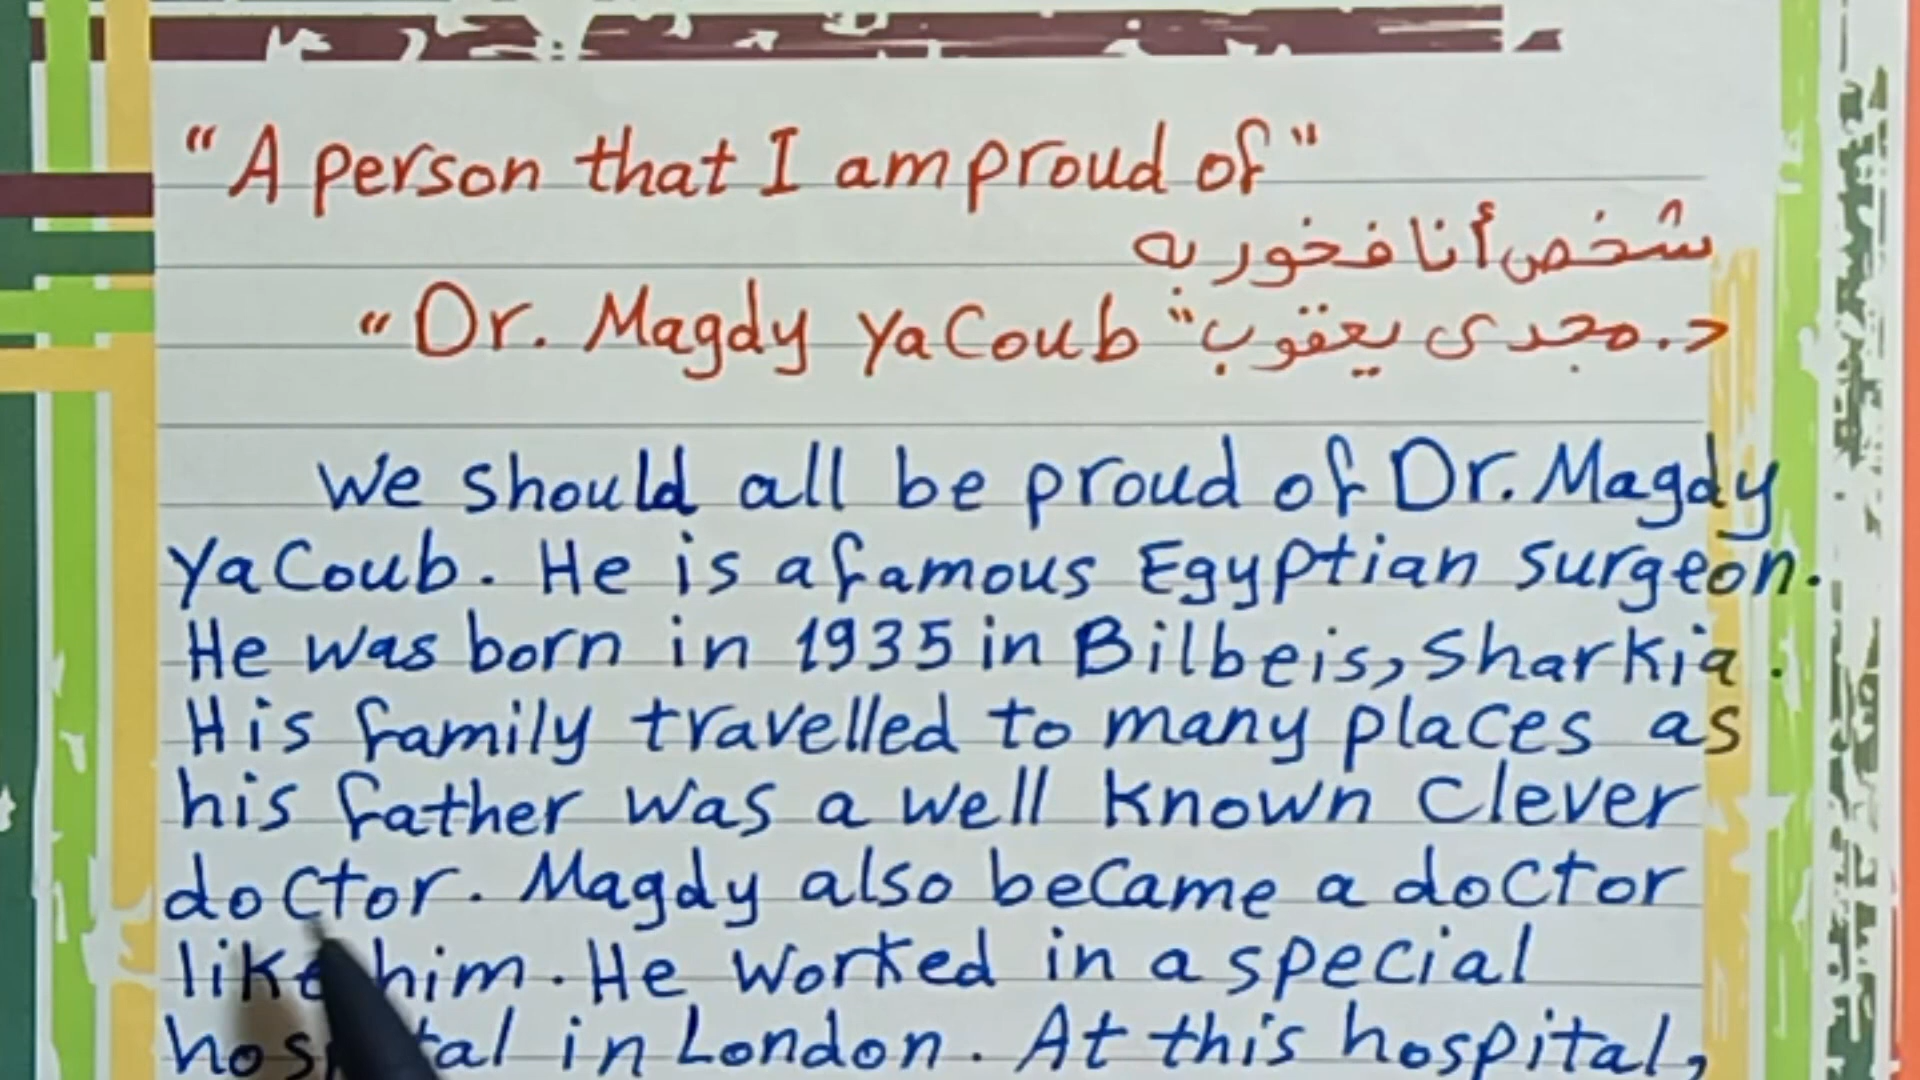 "A person that I am proud of"
شخص أنا فخور به
"Dr. Magdy Yacoub" د. مجدى يعقوب
We should all be proud of Dr. Magdy
Yacoub. He is a famous Egyptian surgeon.
He was born in 1935 in Bilbeis, Sharkia.
His family travelled to many places as
his father was a well known clever
doctor. Magdy also became a doctor
like him. He worked in a special
hospital in London. At this hospital,